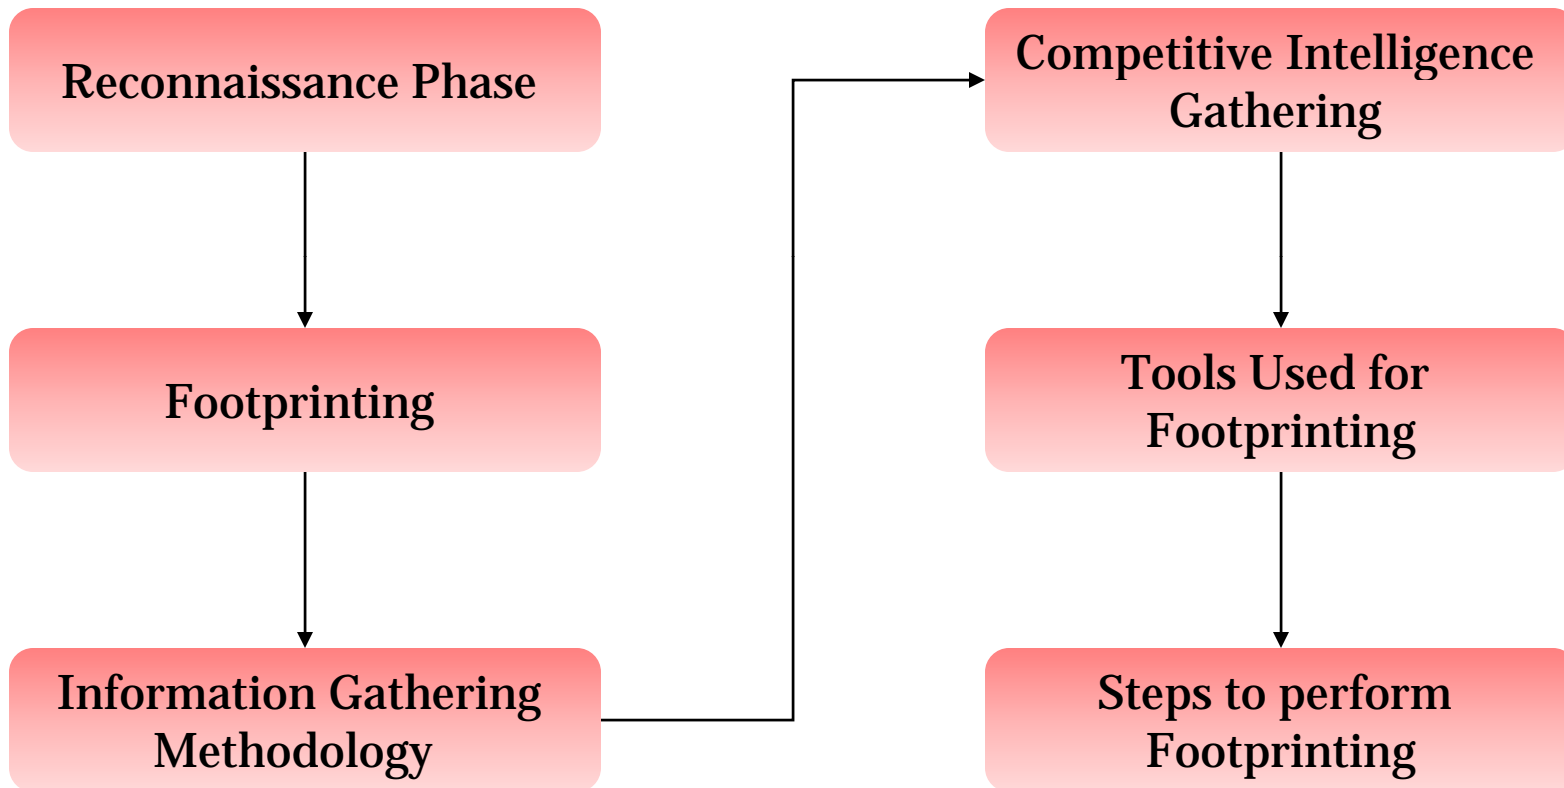 Reconnaissance Phase
Footprinting
Information Gathering
Methodology
Competitive Intelligence
Gathering
Tools Used for
Footprinting
Steps to perform
Footprinting